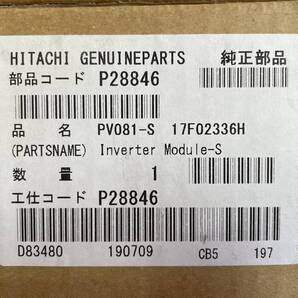 HITACHI GENUINEPARTS 純正部品
部品コード P28846
品 名 PV081-S 17F02336H
(PARTSNAME) Inverter Module-S
数 量 1
工仕コード P28846
D83480 190709 CB5 197